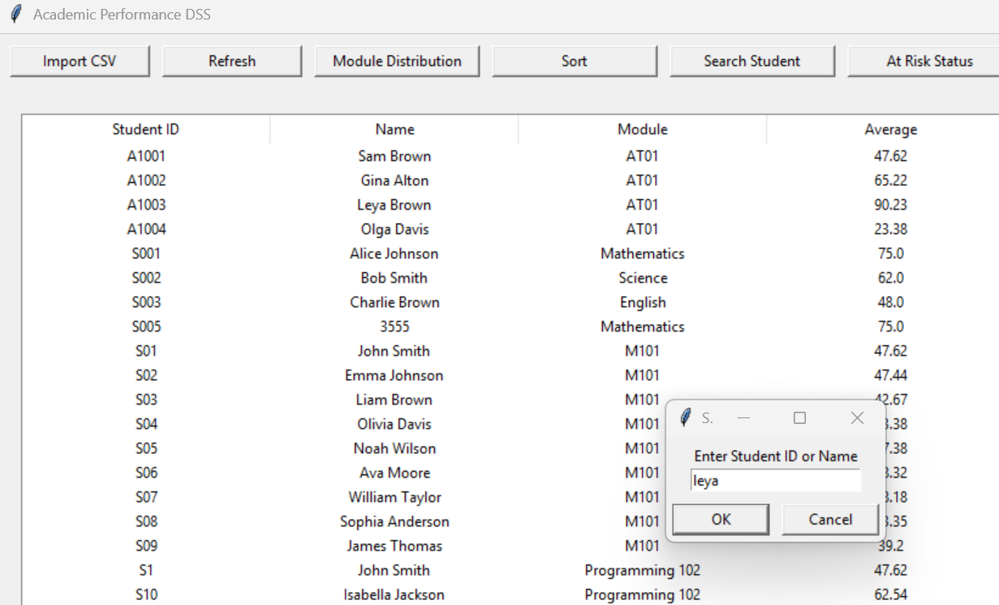 Academic Performance DSS
Import CSV Refresh Module Distribution Sort Search Student At Risk Status
Student ID Name Module Average
A1001 Sam Brown AT01 47.62
A1002 Gina Alton AT01 65.22
A1003 Leya Brown AT01 90.23
A1004 Olga Davis AT01 23.38
S001 Alice Johnson Mathematics 75.0
S002 Bob Smith Science 62.0
S003 Charlie Brown English 48.0
S005 3555 Mathematics 75.0
S01 John Smith M101 47.62
S02 Emma Johnson M101 47.44
S03 Liam Brown M101 42.67
S04 Olivia Davis M101 .38
S05 Noah Wilson M101 .38
S06 Ava Moore M101 .32
S07 William Taylor M101 .18
S08 Sophia Anderson M101 .35
S09 James Thomas M101 39.2
S1 John Smith Programming 102 47.62
S10 Isabella Jackson Programming 102 62.54
S.
Enter Student ID or Name
leya
OK Cancel